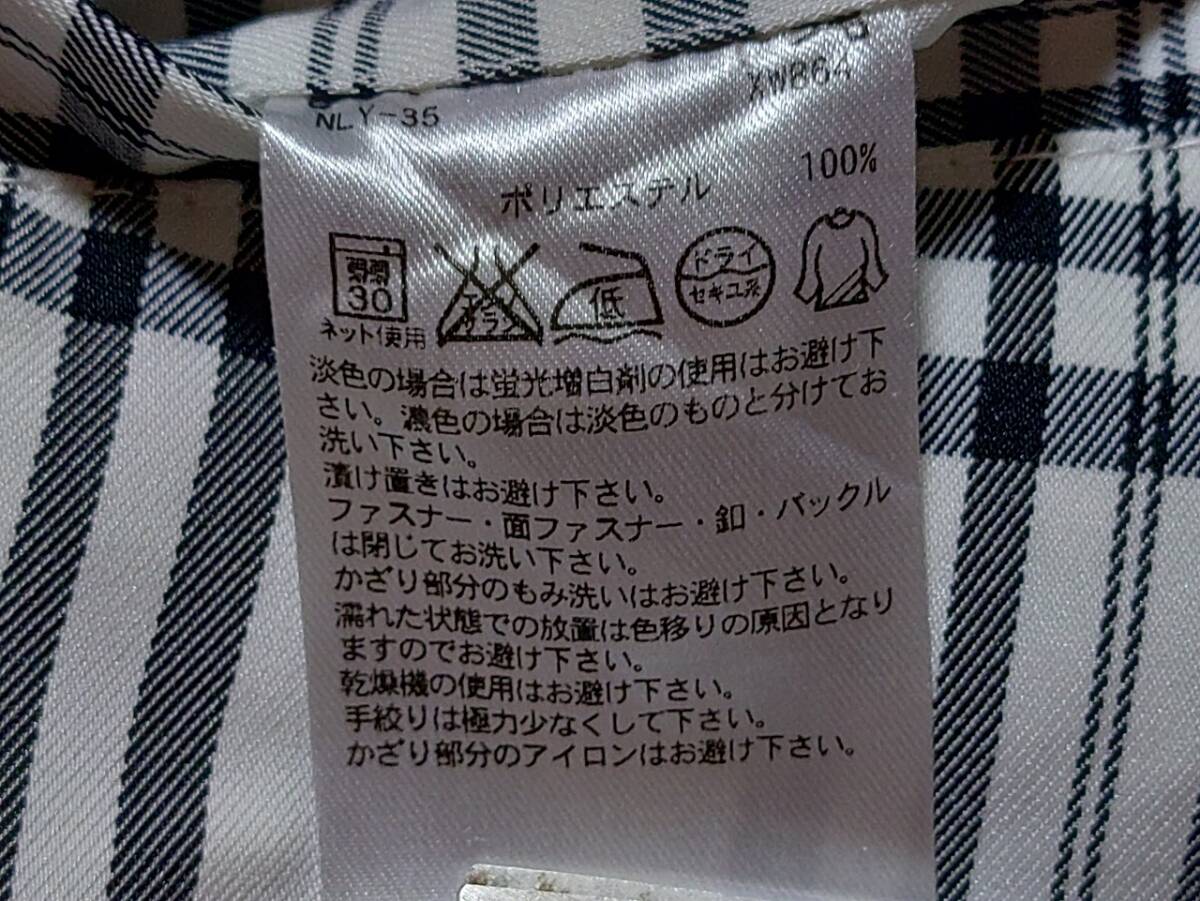 NLY-35
XW864
ポリエステル 100%
弱 30
エンソ
サラシ
低
ドライ
セキユ系
ネット使用
淡色の場合は蛍光増白剤の使用はお避け下
さい。濃色の場合は淡色のものと分けてお
洗い下さい。
漬け置きはお避け下さい。
ファスナー・面ファスナー・釦・バックル
は閉じてお洗い下さい。
かざり部分のもみ洗いはお避け下さい。
濡れた状態での放置は色移りの原因となり
ますのでお避け下さい。
乾燥機の使用はお避け下さい。
手絞りは極力少なくして下さい。
かざり部分のアイロンはお避け下さい。